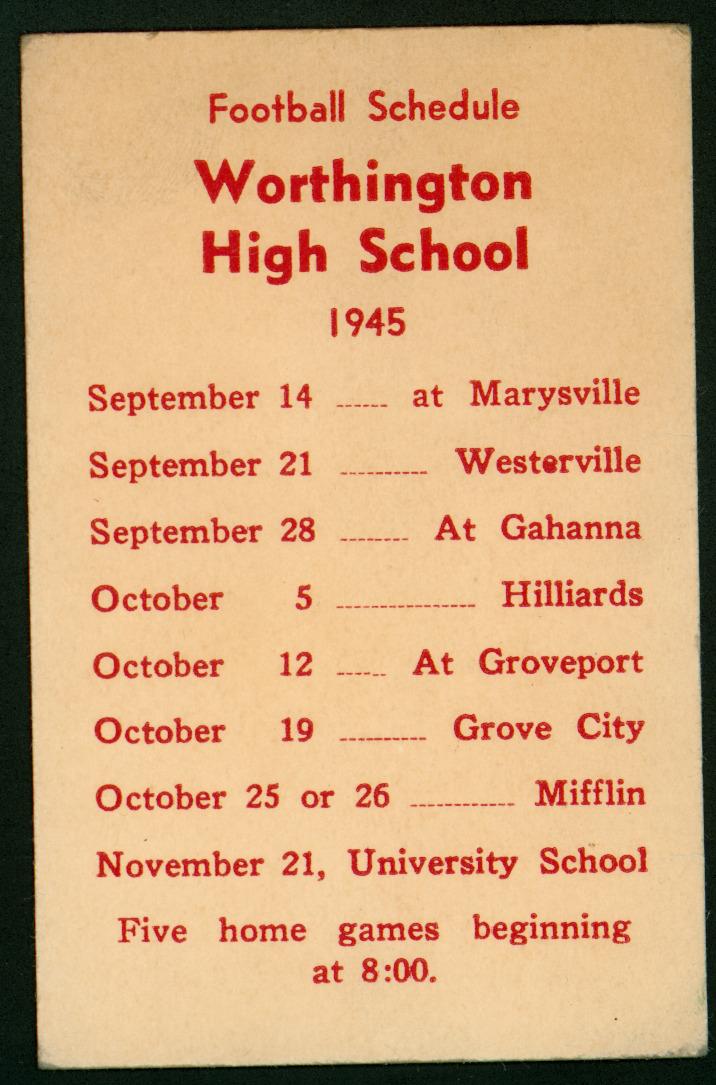 Football Schedule
Worthington
High School
1945
September 14 ...... at Marysville
September 21 .......... Westerville
September 28 ........ At Gahanna
October 5 ................ Hilliards
October 12 ...... At Groveport
October 19 .......... Grove City
October 25 or 26 ............ Mifflin
November 21, University School
Five home games beginning
at 8:00.